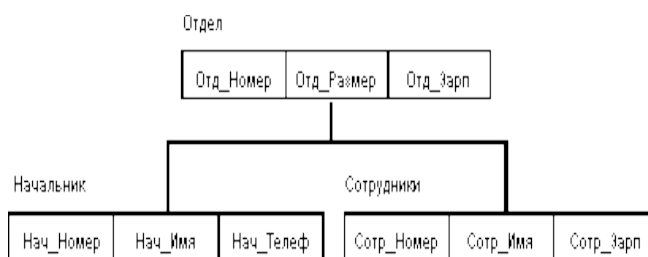 Отдел
Отд_Номер Отд_Размер Отд_Зарп
Начальник Сотрудники
Нач_Номер Нач_Имя Нач_Телеф Сотр_Номер Сотр_Имя Сотр_Зарп